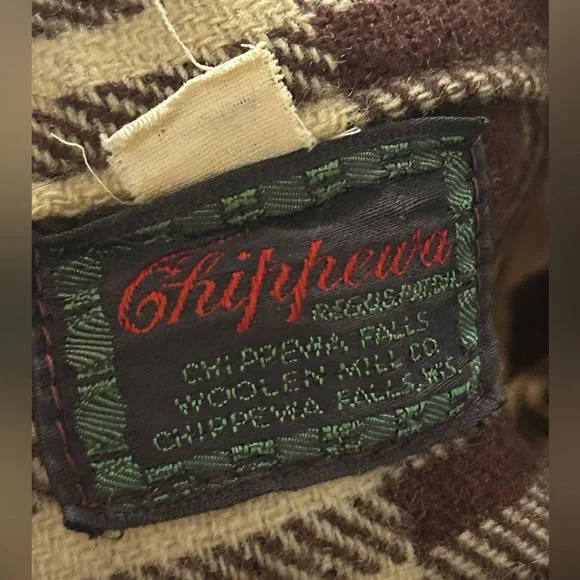 Chippewa
REG.U.S.PAT.OFF.
CHIPPEWA FALLS
WOOLEN MILL CO.
CHIPPEWA FALLS, WIS.